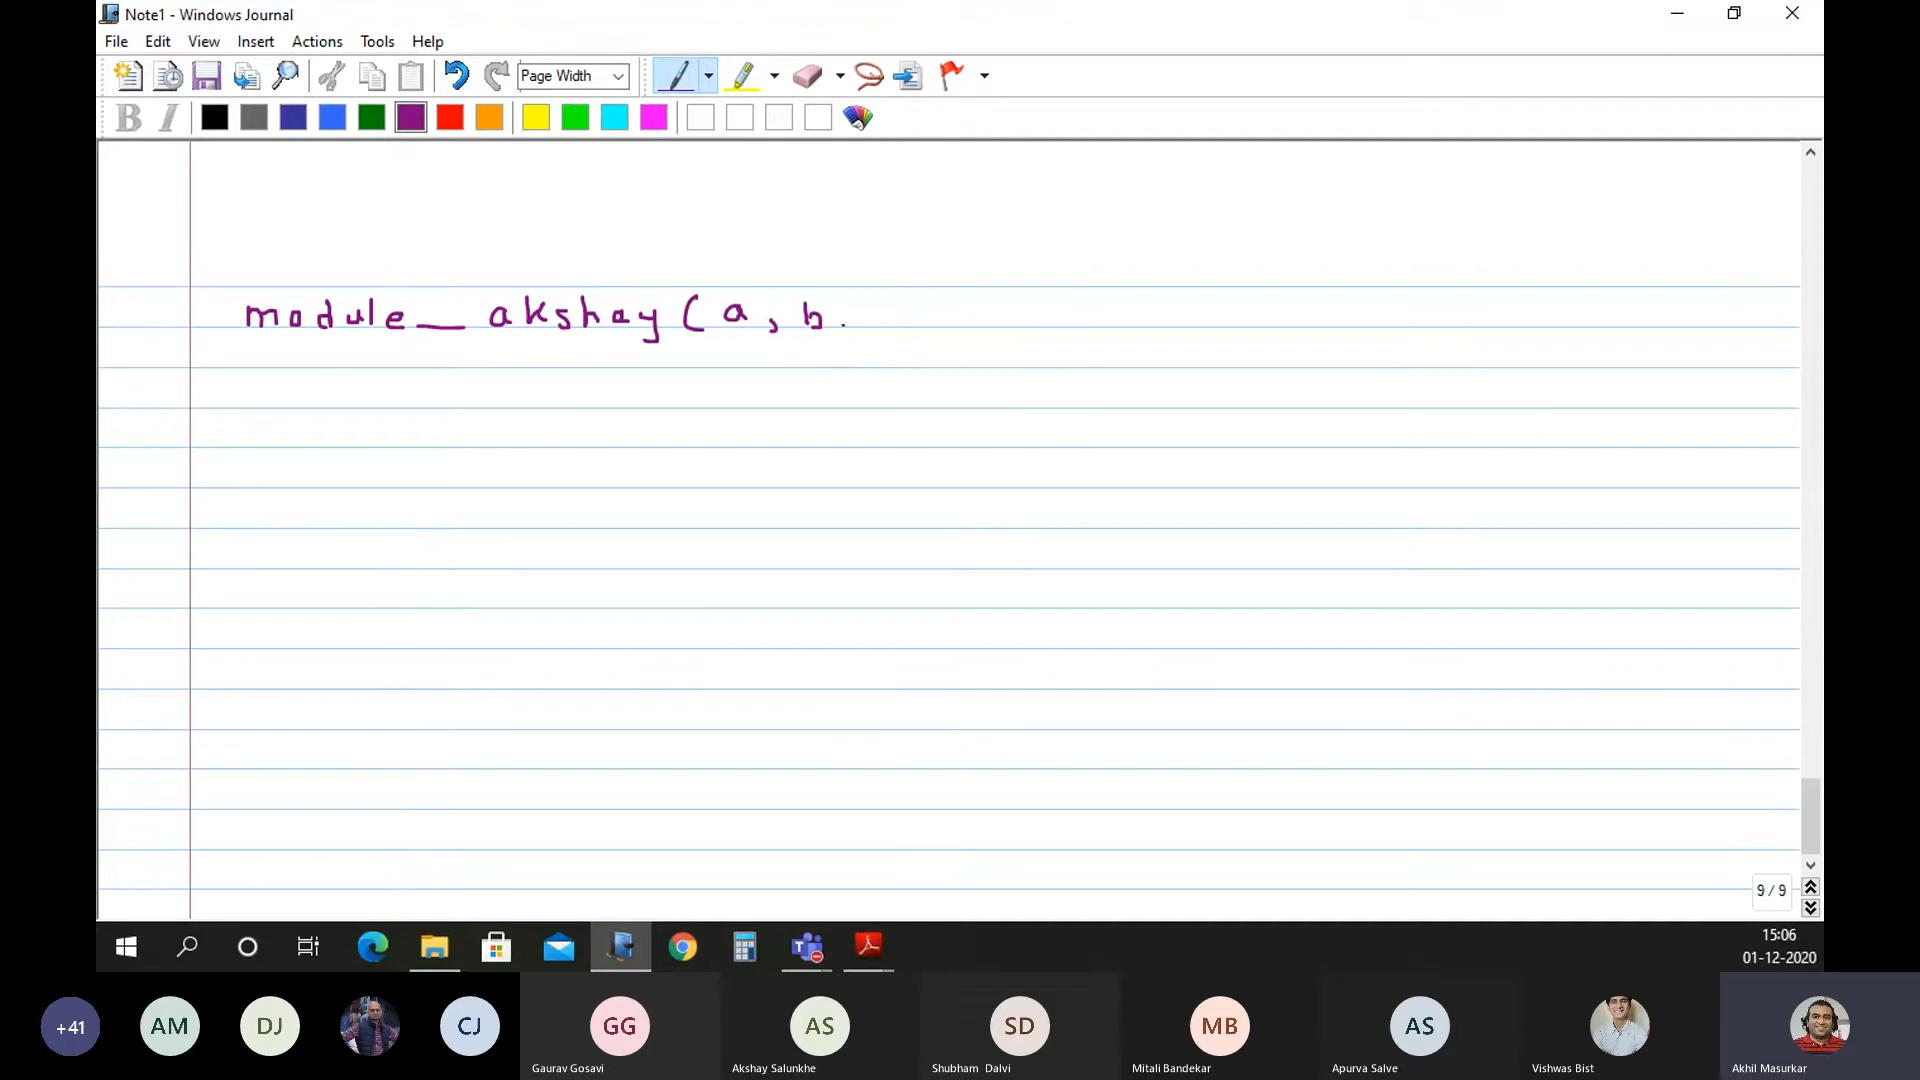 Note1 - Windows Journal
File Edit View Insert Actions Tools Help
Page Width
B I
module_ akshay ( a , b .
9 / 9
15:06
01-12-2020
+41 AM DJ CJ GG AS SD MB AS
Gaurav Gosavi Akshay Salunkhe Shubham Dalvi Mitali Bandekar Apurva Salve Vishwas Bist Akhil Masurkar